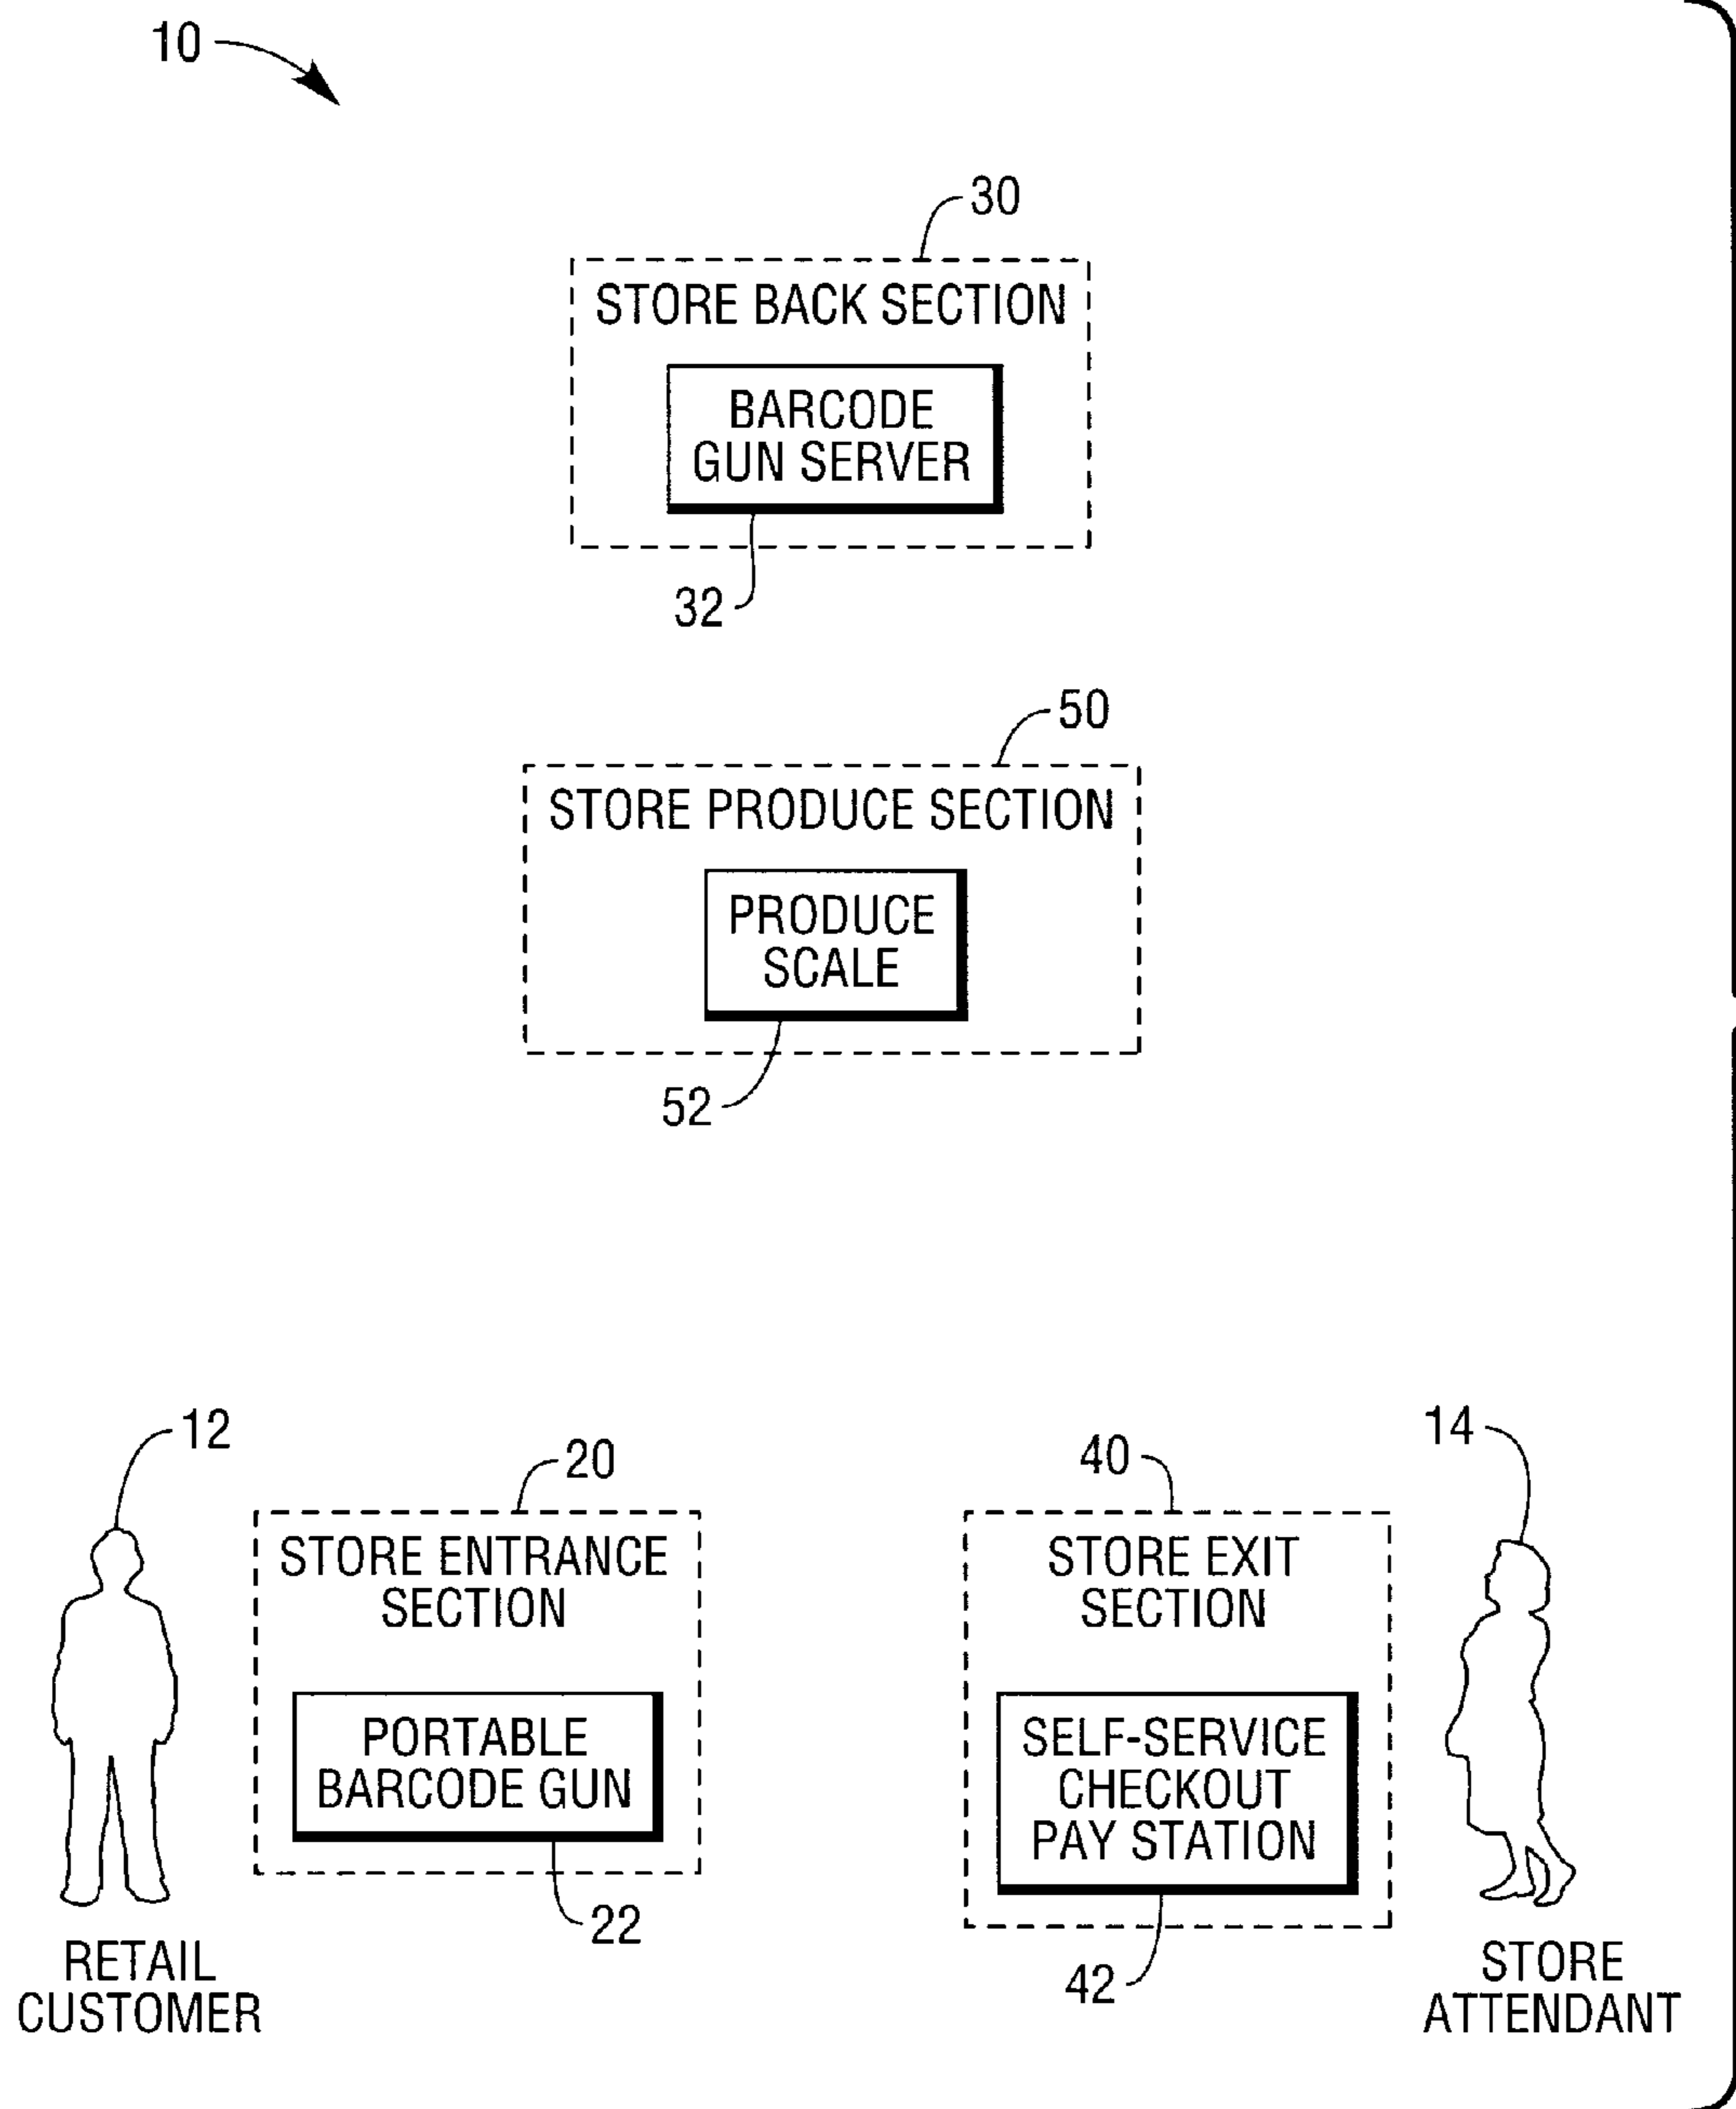 10
30
STORE BACK SECTION
BARCODE
GUN SERVER
32
50
STORE PRODUCE SECTION
PRODUCE
SCALE
52
12
20
STORE ENTRANCE
SECTION
PORTABLE
BARCODE GUN
22
RETAIL
CUSTOMER
40
14
STORE EXIT
SECTION
SELF-SERVICE
CHECKOUT
PAY STATION
42
STORE
ATTENDANT